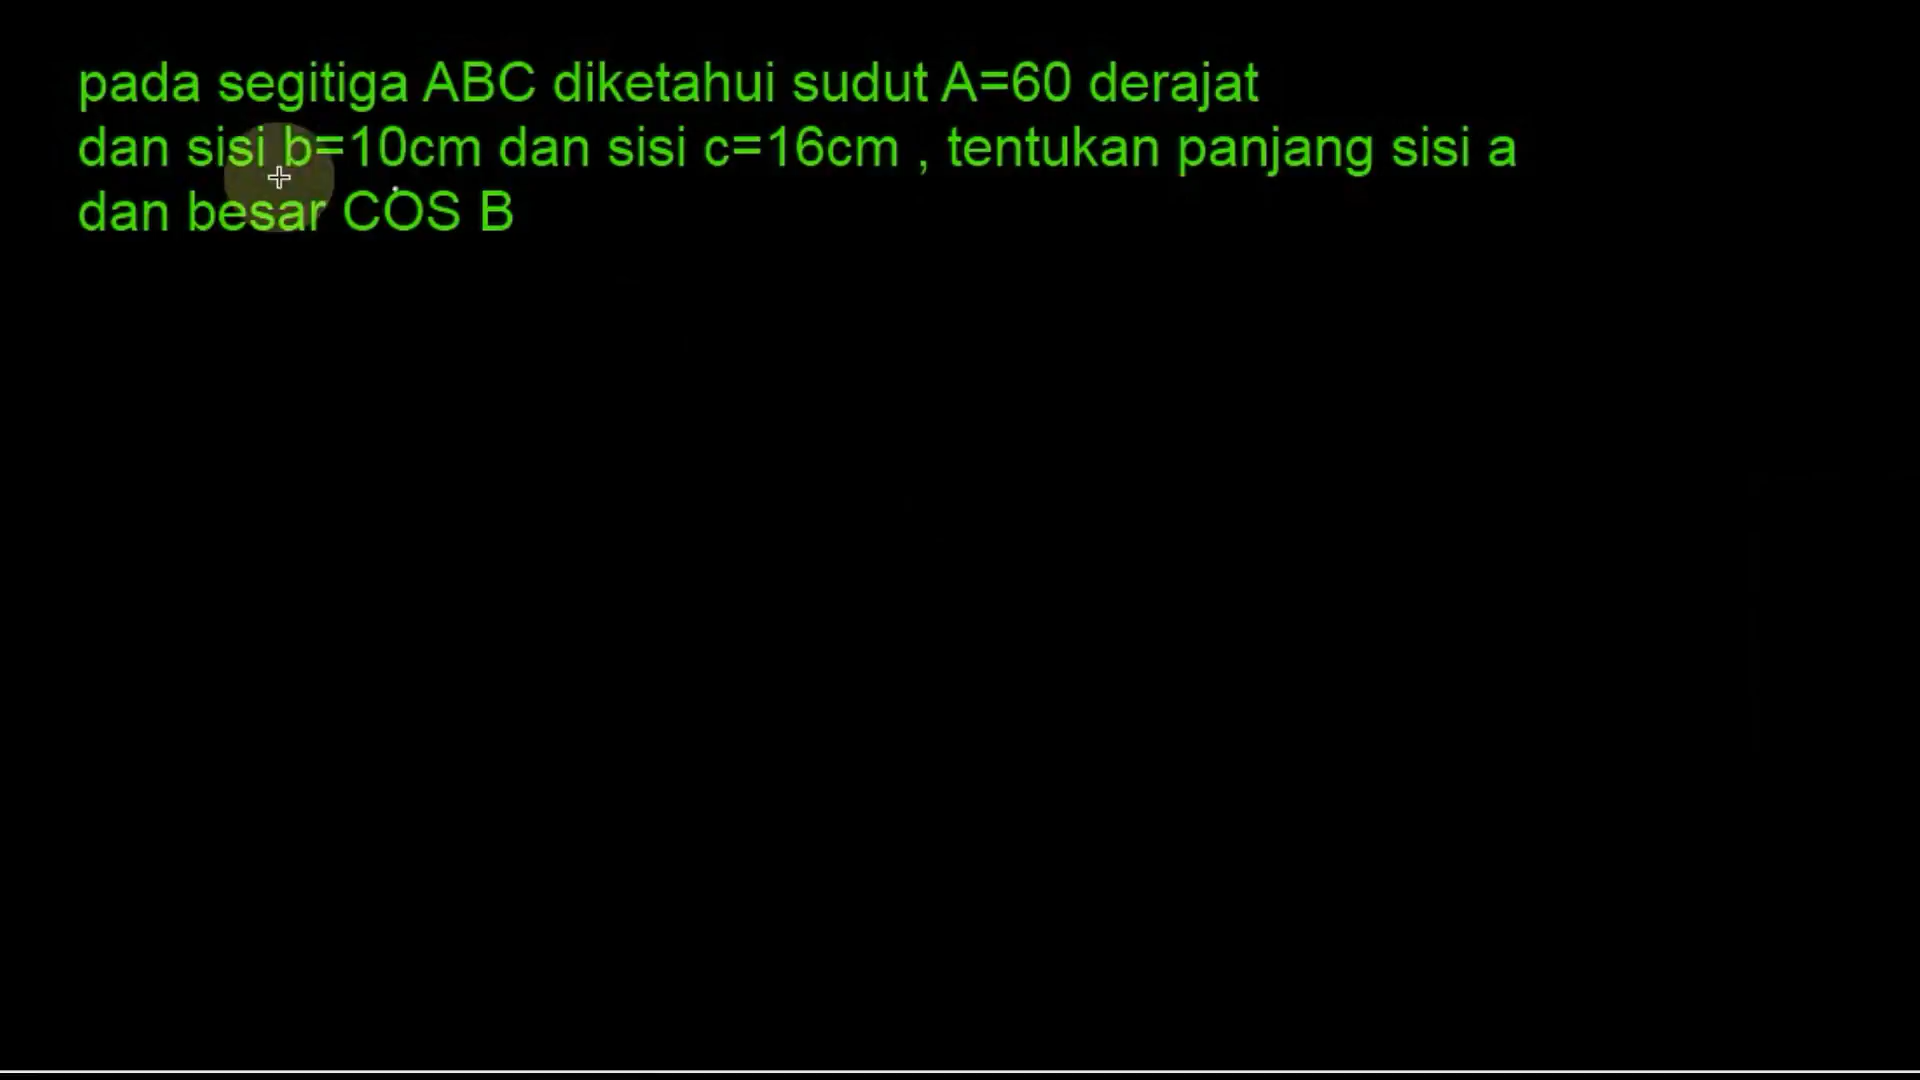 pada segitiga ABC diketahui sudut A=60 derajat
dan sisi b=10cm dan sisi c=16cm , tentukan panjang sisi a
dan besar COS B